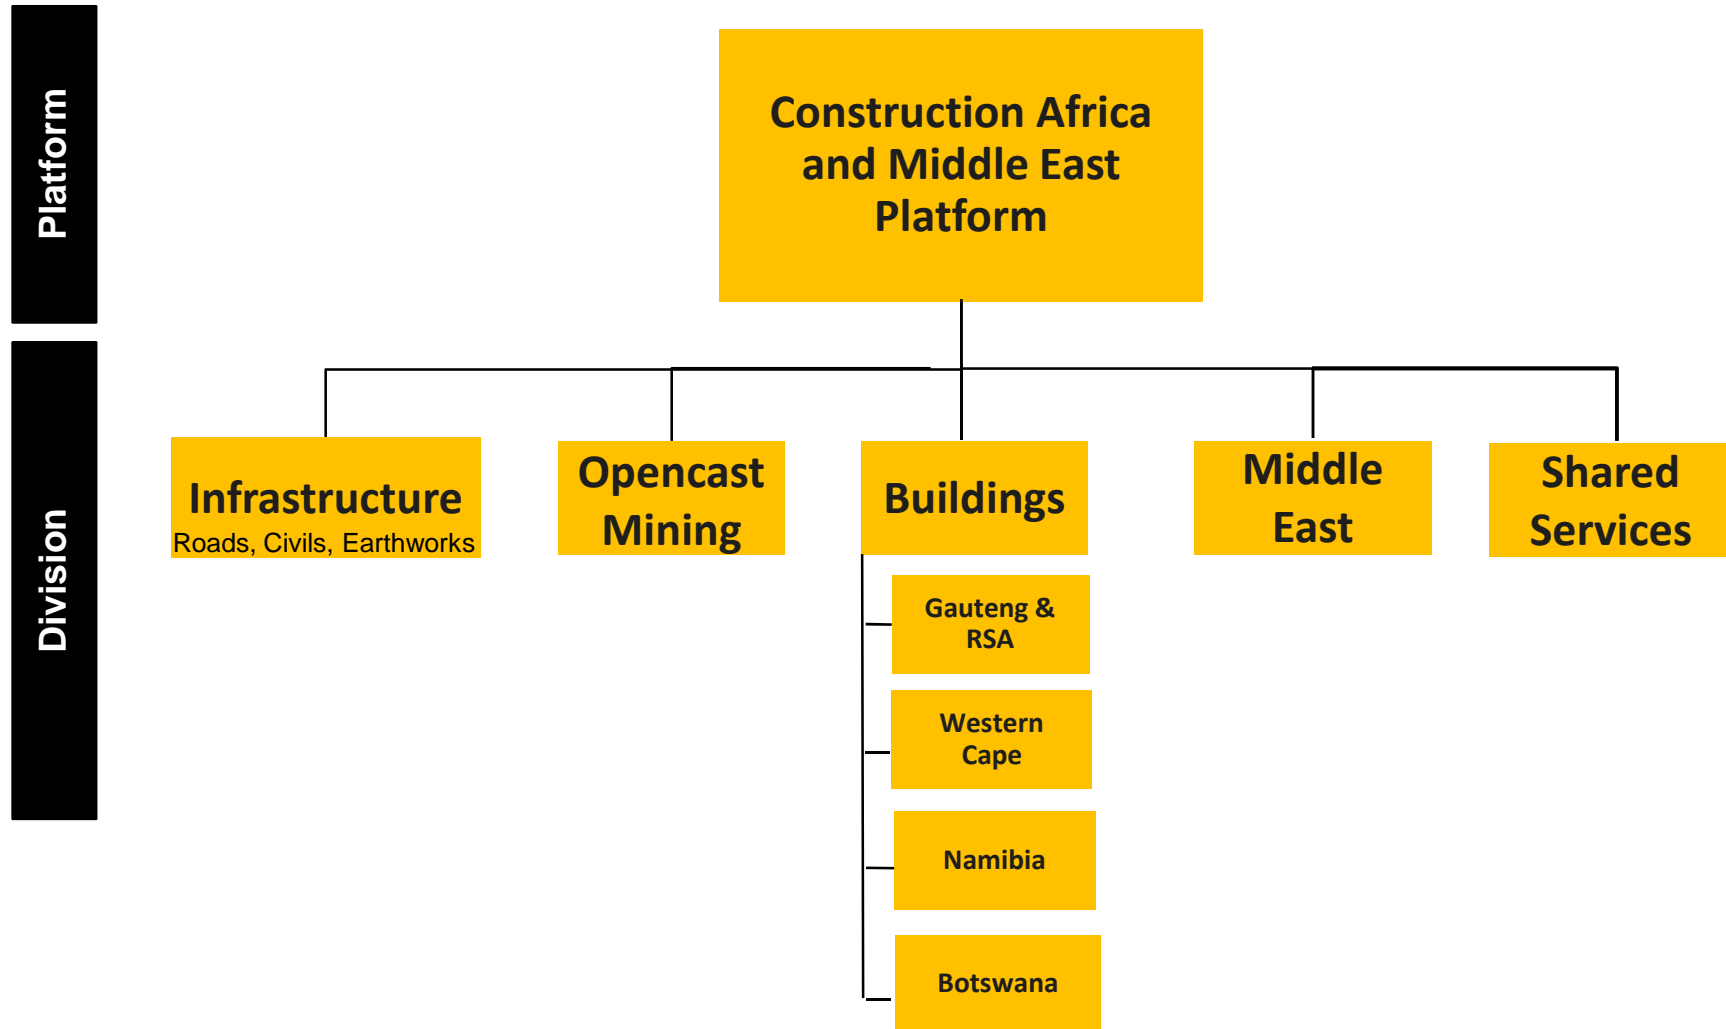 Platform
Construction Africa
and Middle East
Platform
Division
Infrastructure
Roads, Civils, Earthworks
Opencast
Mining
Buildings
Middle
East
Shared
Services
Gauteng &
RSA
Western
Cape
Namibia
Botswana